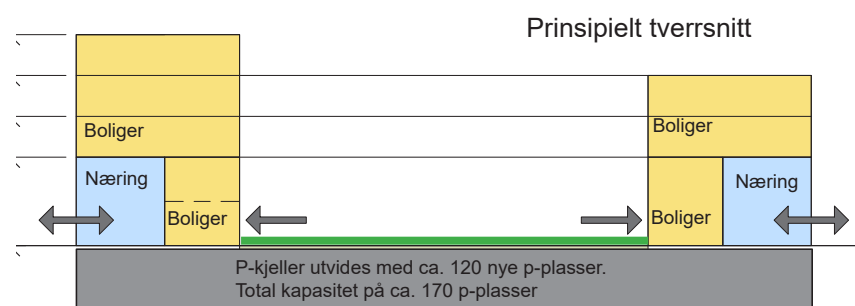 Prinsipielt tverrsnitt
Boliger
Boliger
Næring
Næring
Boliger
Boliger
P-kjeller utvides med ca. 120 nye p-plasser.
Total kapasitet på ca. 170 p-plasser